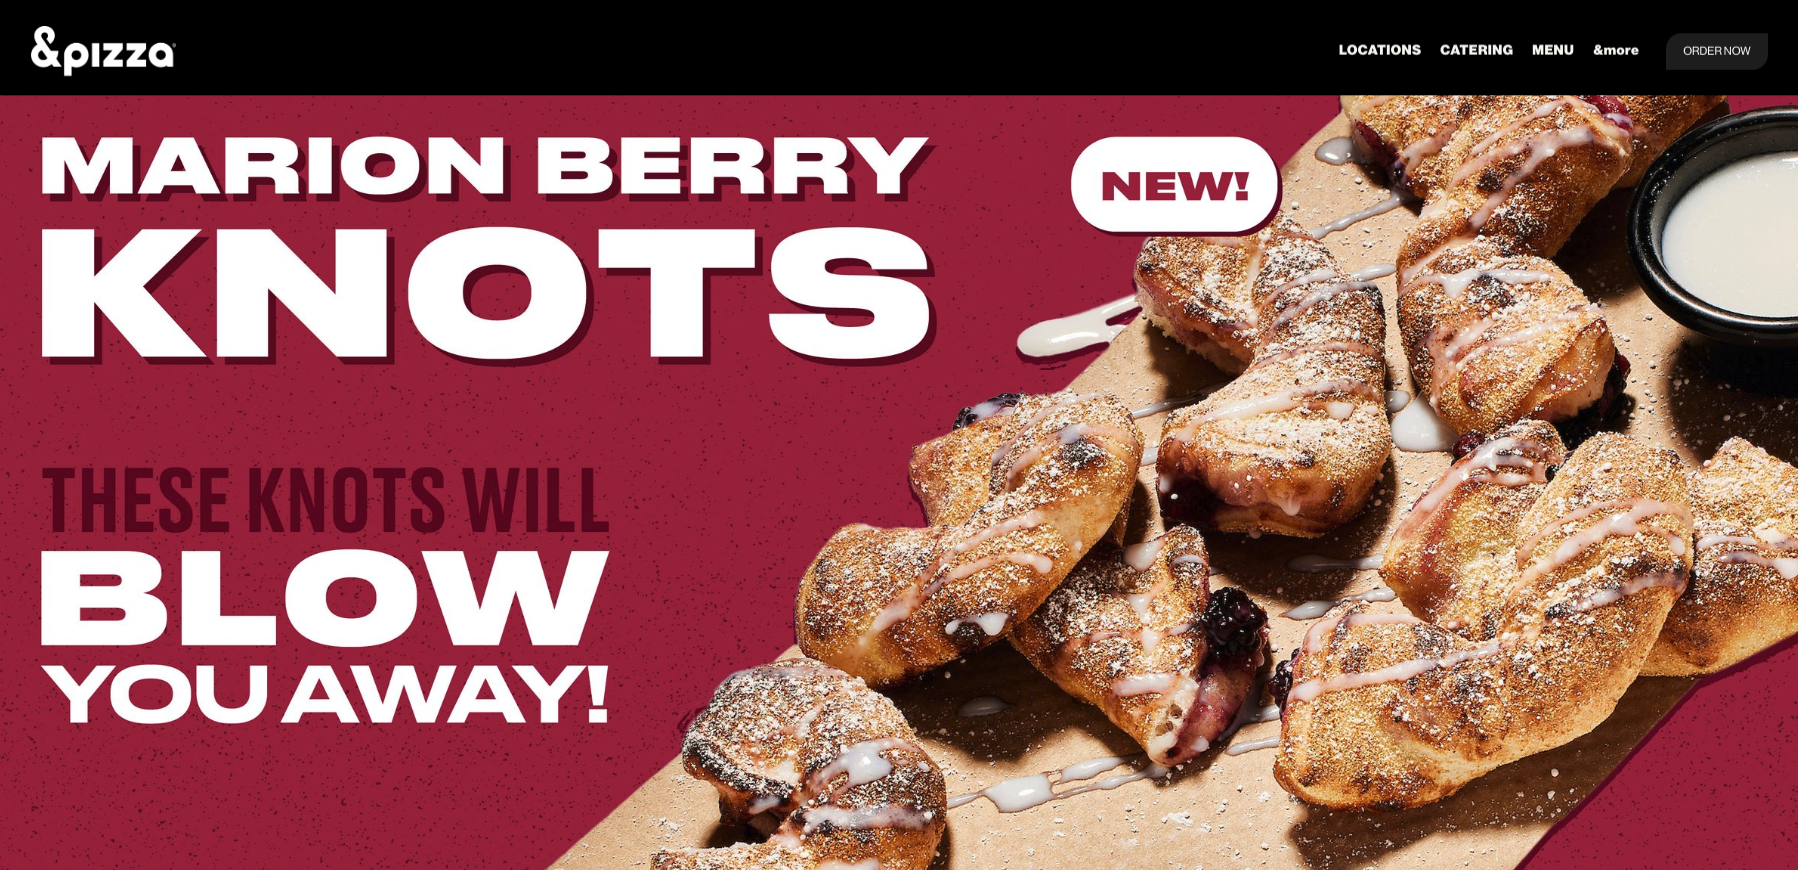 &pizza
LOCATIONS CATERING MENU &more ORDER NOW
MARION BERRY
KNOTS
NEW!
THESE KNOTS WILL
BLOW
YOU AWAY!